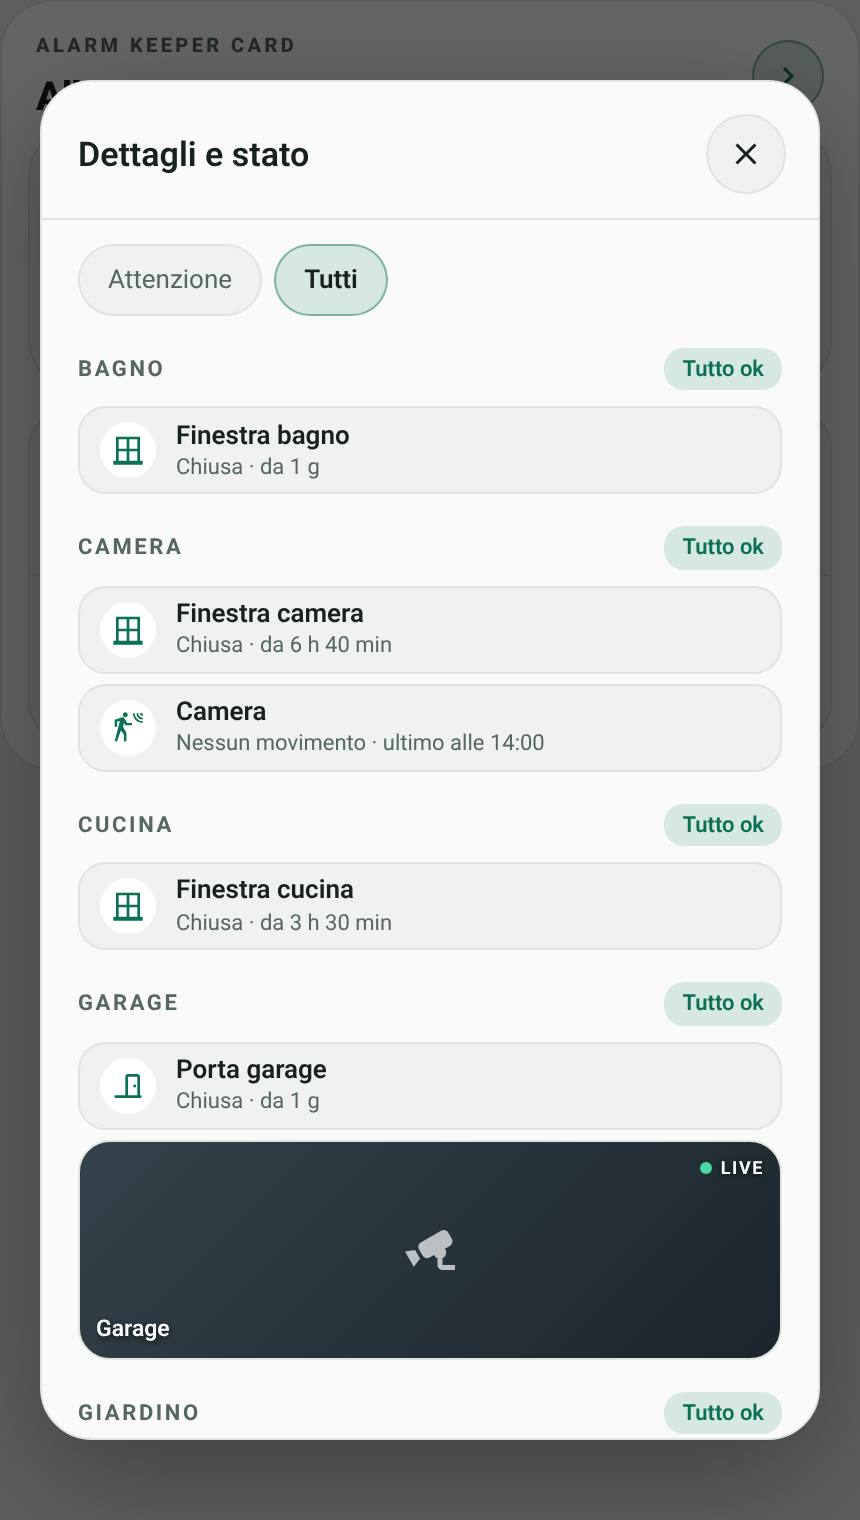 ALARM KEEPER CARD
Dettagli e stato
Attenzione
Tutti
BAGNO
Tutto ok
Finestra bagno
Chiusa · da 1 g
CAMERA
Tutto ok
Finestra camera
Chiusa · da 6 h 40 min
Camera
Nessun movimento · ultimo alle 14:00
CUCINA
Tutto ok
Finestra cucina
Chiusa · da 3 h 30 min
GARAGE
Tutto ok
Porta garage
Chiusa · da 1 g
LIVE
Garage
GIARDINO
Tutto ok